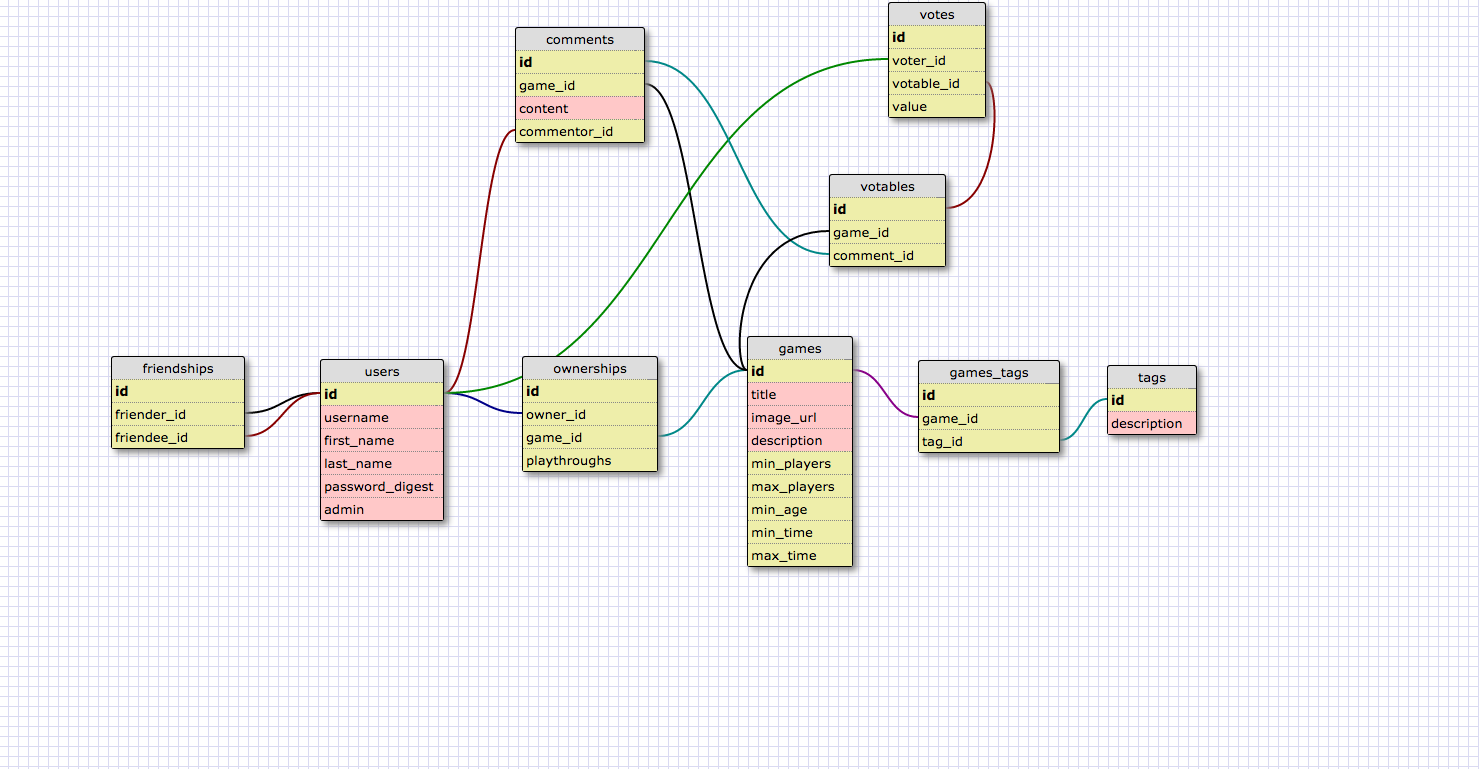 votes
id
voter_id
votable_id
value
comments
id
game_id
content
commentor_id
votables
id
game_id
comment_id
friendships
id
friender_id
friendee_id
users
id
username
first_name
last_name
password_digest
admin
ownerships
id
owner_id
game_id
playthroughs
games
id
title
image_url
description
min_players
max_players
min_age
min_time
max_time
games_tags
id
game_id
tag_id
tags
id
description